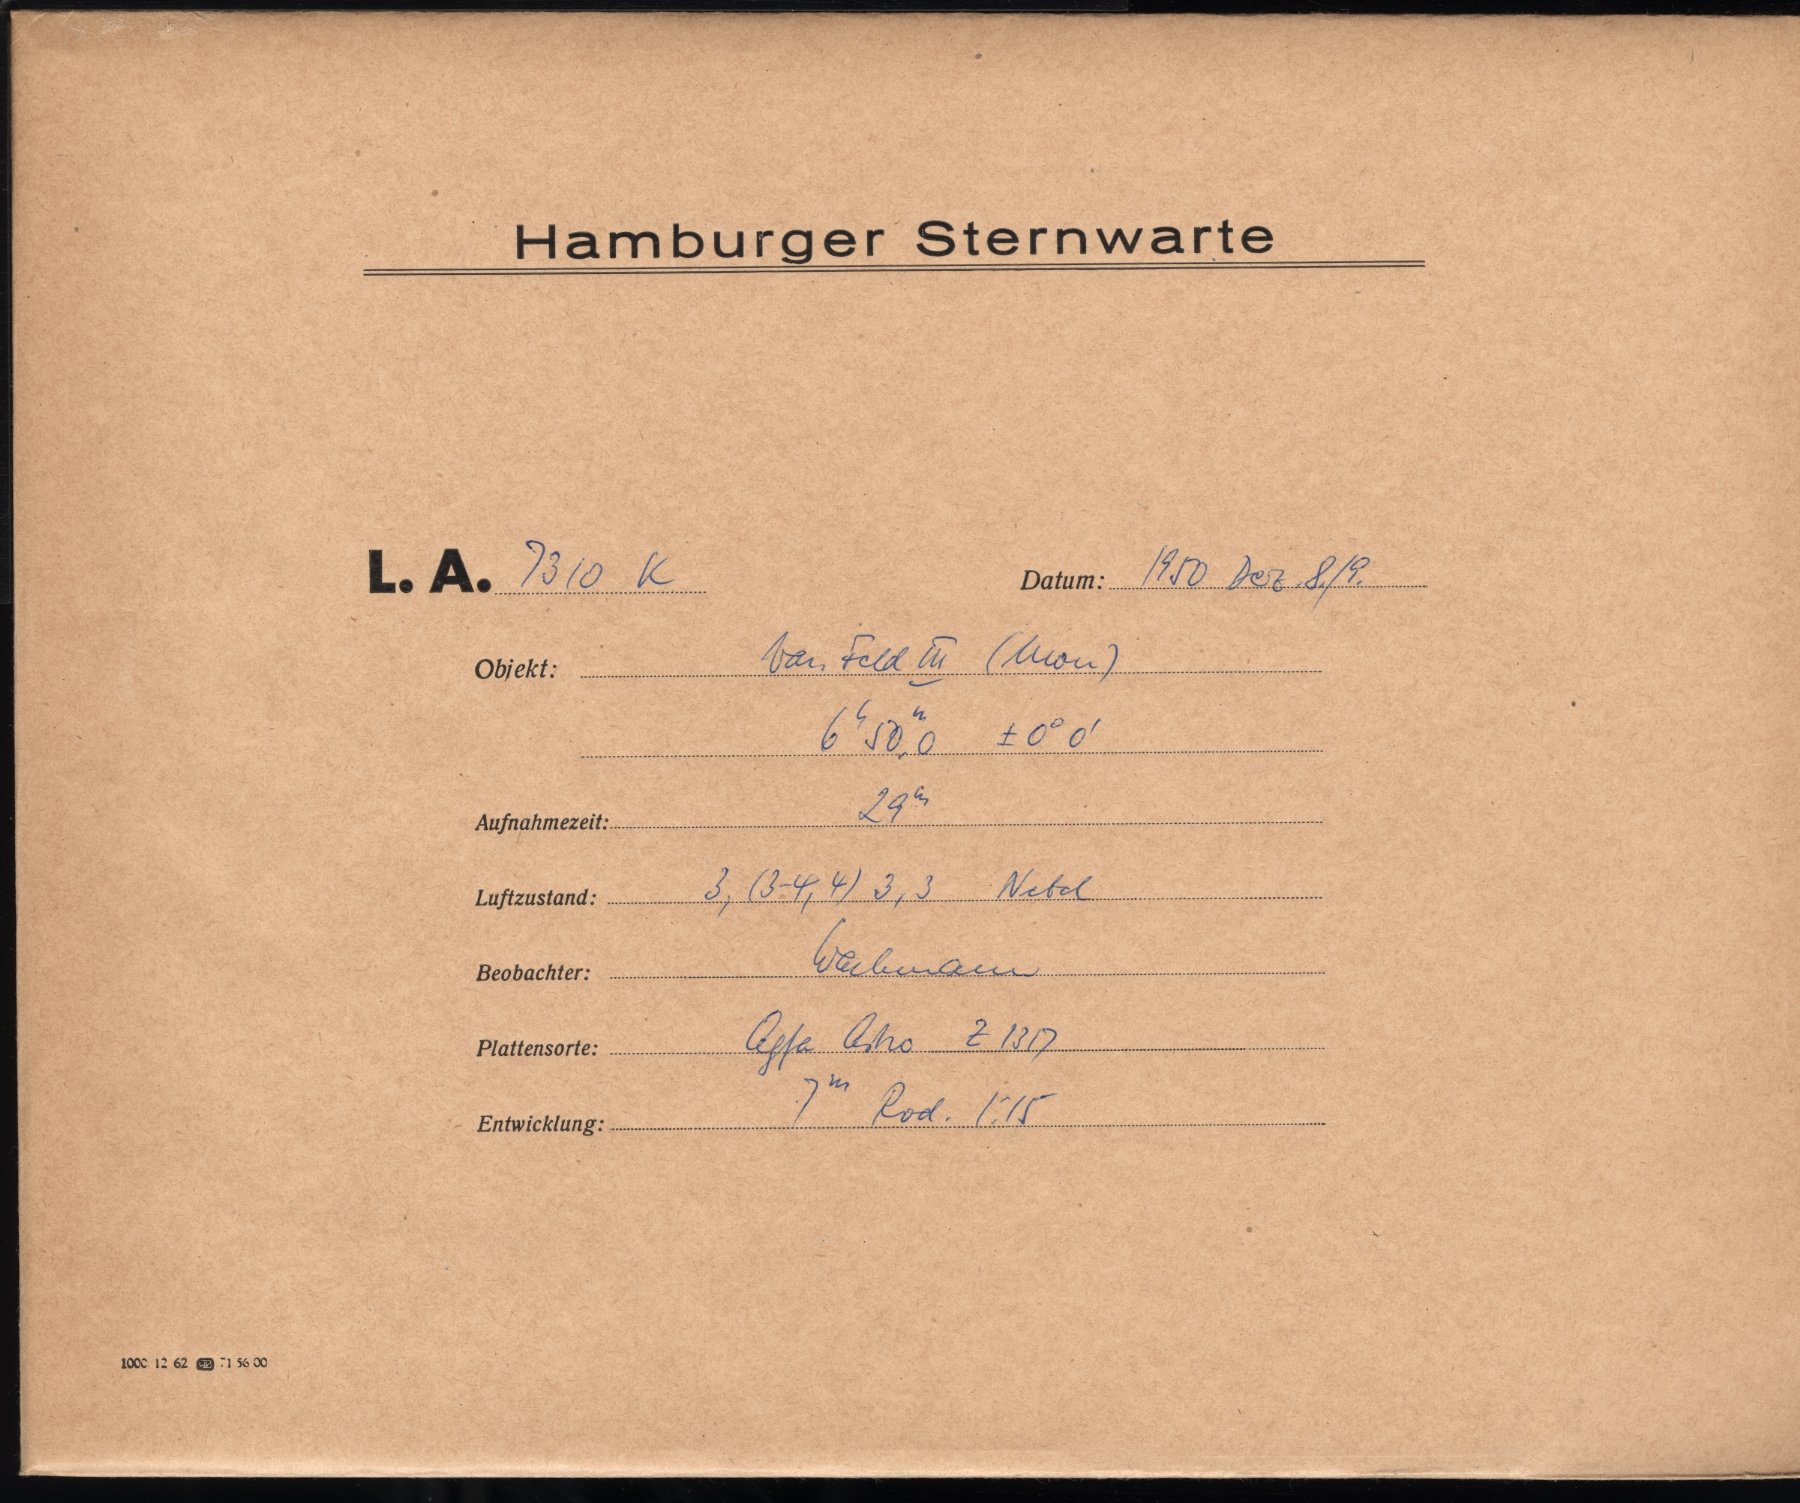 Hamburger Sternwarte
L. A. 7310 K Datum: 1950 Dez. 8./9.
Objekt: Var. Feld III (Mon)
6ʰ 50ᵐ,0 ± 0° 0'
Aufnahmezeit: 29ᵐ
Luftzustand: 3, (3-4, 4) 3, 3 Nebel
Beobachter: Wachmann
Plattensorte: Agfa Astro Z 1317
Entwicklung: 7ᵐ Rod. 1:15
1000 12 62 71 56 00